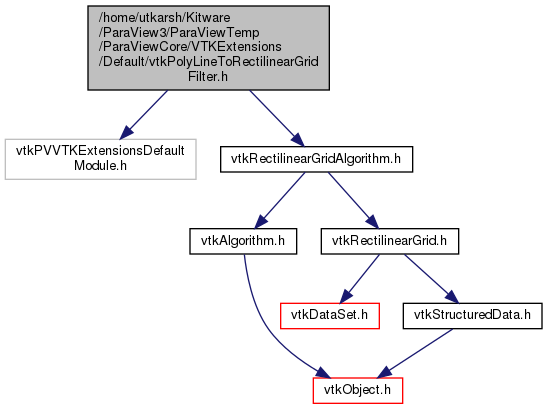 /home/utkarsh/Kitware
/ParaView3/ParaViewTemp
/ParaViewCore/VTKExtensions
/Default/vtkPolyLineToRectilinearGrid
Filter.h
vtkPVVTKExtensionsDefault
Module.h
vtkRectilinearGridAlgorithm.h
vtkAlgorithm.h
vtkRectilinearGrid.h
vtkDataSet.h
vtkStructuredData.h
vtkObject.h